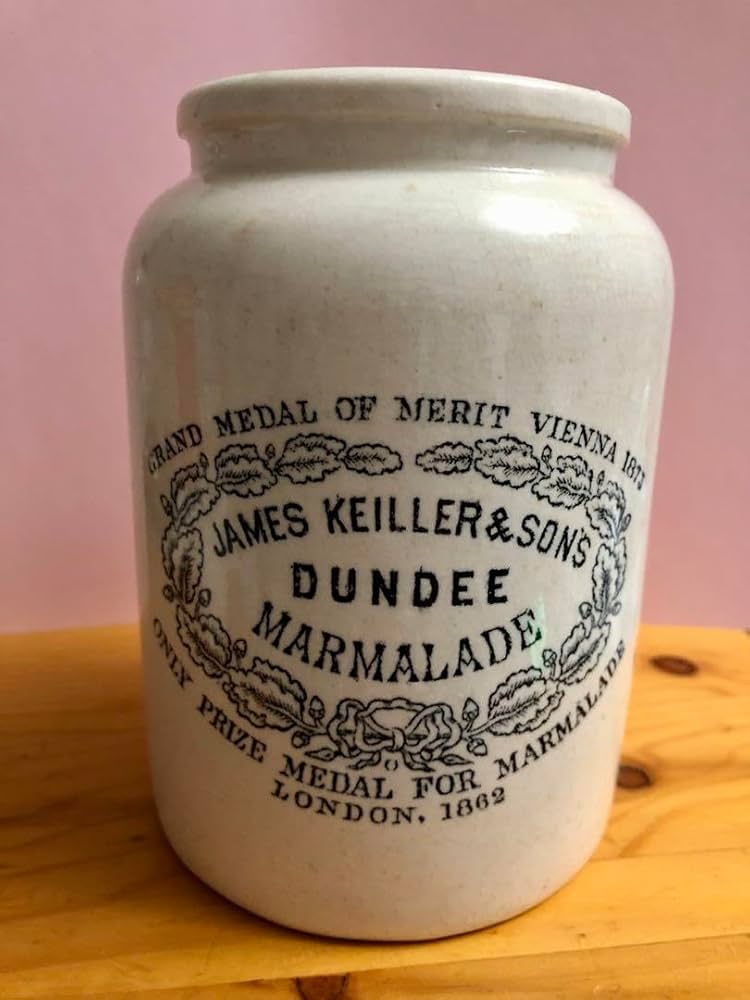 GRAND MEDAL OF MERIT VIENNA 1873
JAMES KEILLER & SON'S
DUNDEE
MARMALADE
ONLY PRIZE MEDAL FOR MARMALADE
LONDON, 1862